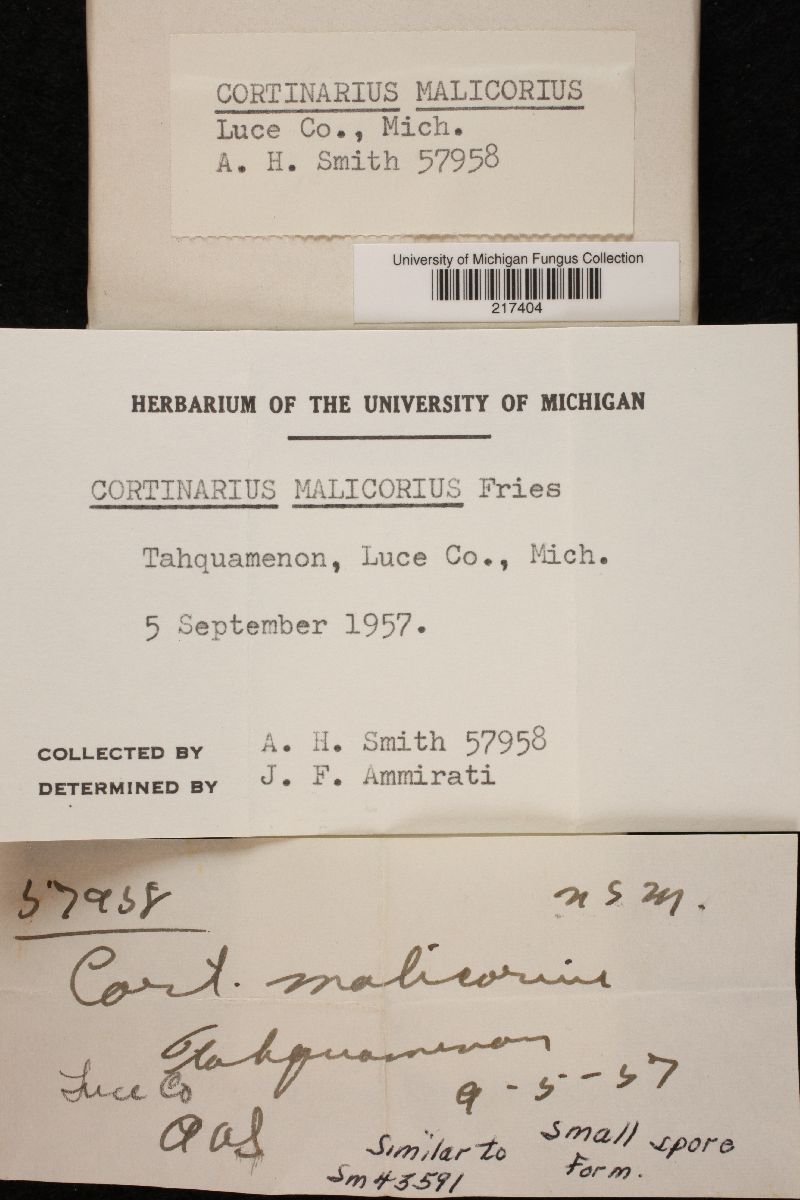 CORTINARIUS MALICORIUS
Luce Co., Mich.
A. H. Smith 57958
University of Michigan Fungus Collection
217404
HERBARIUM OF THE UNIVERSITY OF MICHIGAN
CORTINARIUS MALICORIUS Fries
Tahquamenon, Luce Co., Mich.
5 September 1957.
COLLECTED BY A. H. Smith 57958
DETERMINED BY J. F. Ammirati
57958
Cort. malicorius
Tahquamenon
Luce Co 9-5-57
Similar to small spore
Sm 43591 Form.